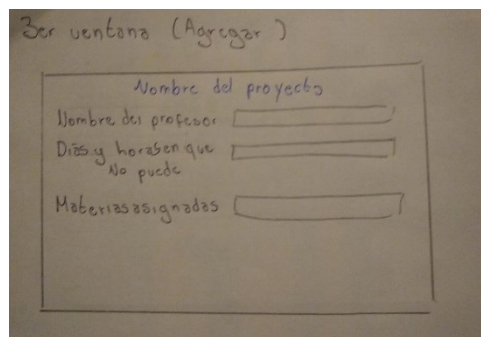 3er ventana (Agregar)
Nombre del proyecto
Nombre del profesor
Días y horas en que
No puede
Materias asignadas